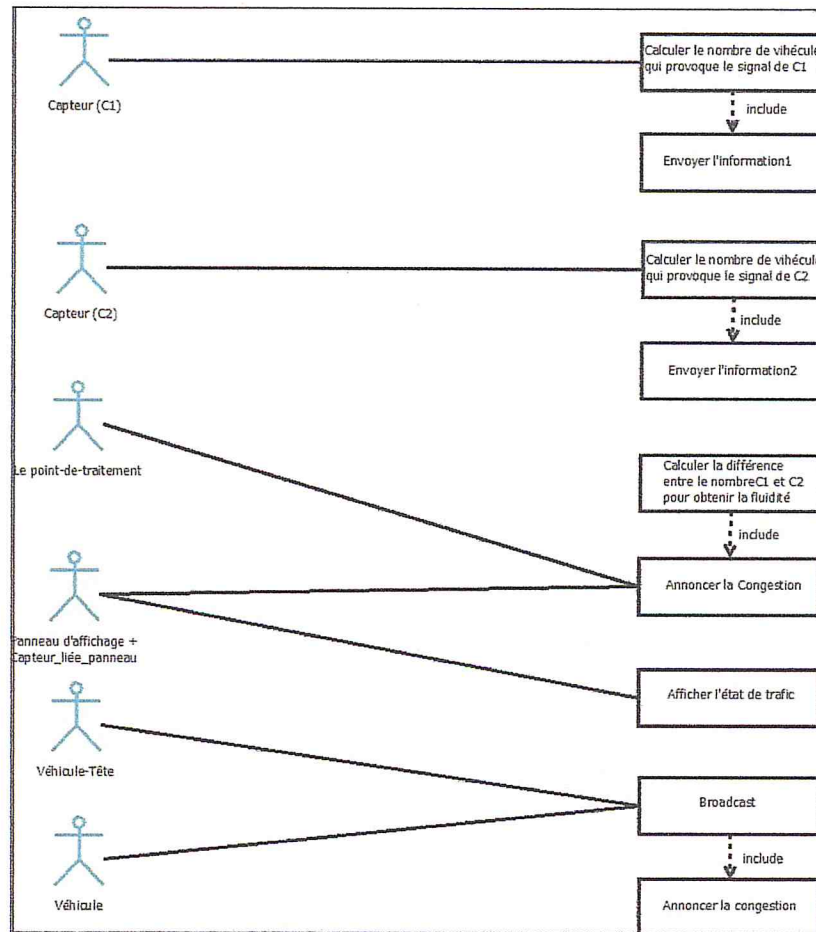 Calculer le nombre de vihécule
qui provoque le signal de C1
Capteur (C1)
include
Envoyer l'information1
Calculer le nombre de vihécule
qui provoque le signal de C2
Capteur (C2)
include
Envoyer l'information2
Le point-de-traitement
Calculer la différence
entre le nombreC1 et C2
pour obtenir la fluidité
include
Annoncer la Congestion
Panneau d'affichage +
Capteur_liée_panneau
Afficher l'état de trafic
Véhicule-Tête
Broadcast
include
Véhicule
Annoncer la congestion